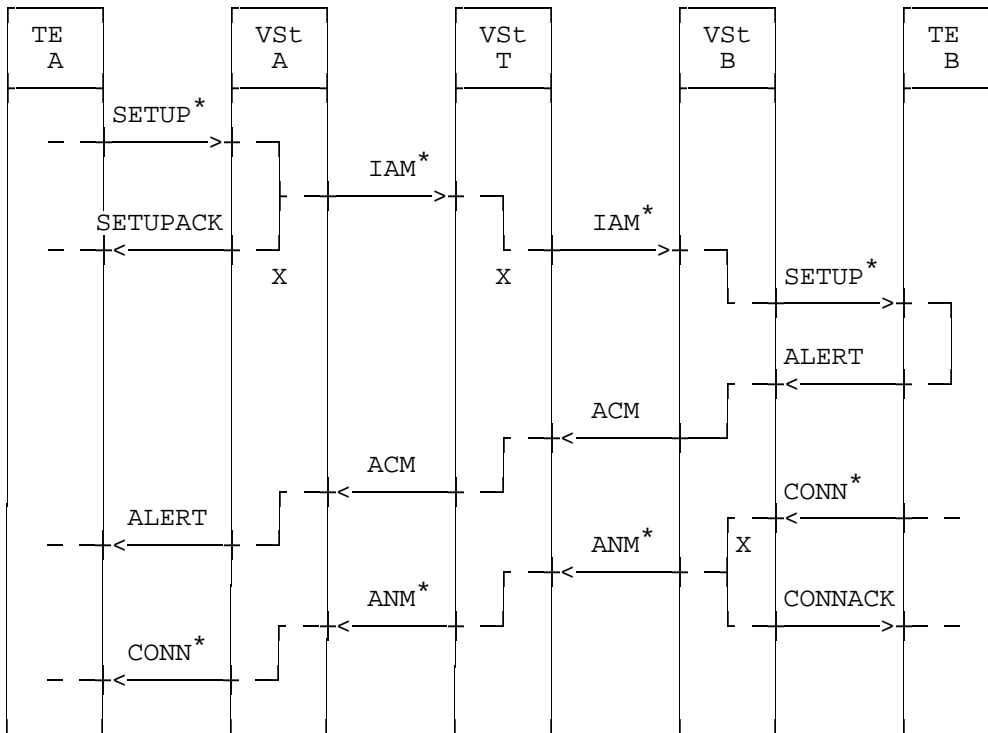 TE VSt VSt VSt TE
A A T B B
SETUP*
IAM*
SETUPACK IAM*
X X SETUP*
ALERT
ACM
ACM
CONN*
ALERT
ANM* X
ANM* CONNACK
CONN*